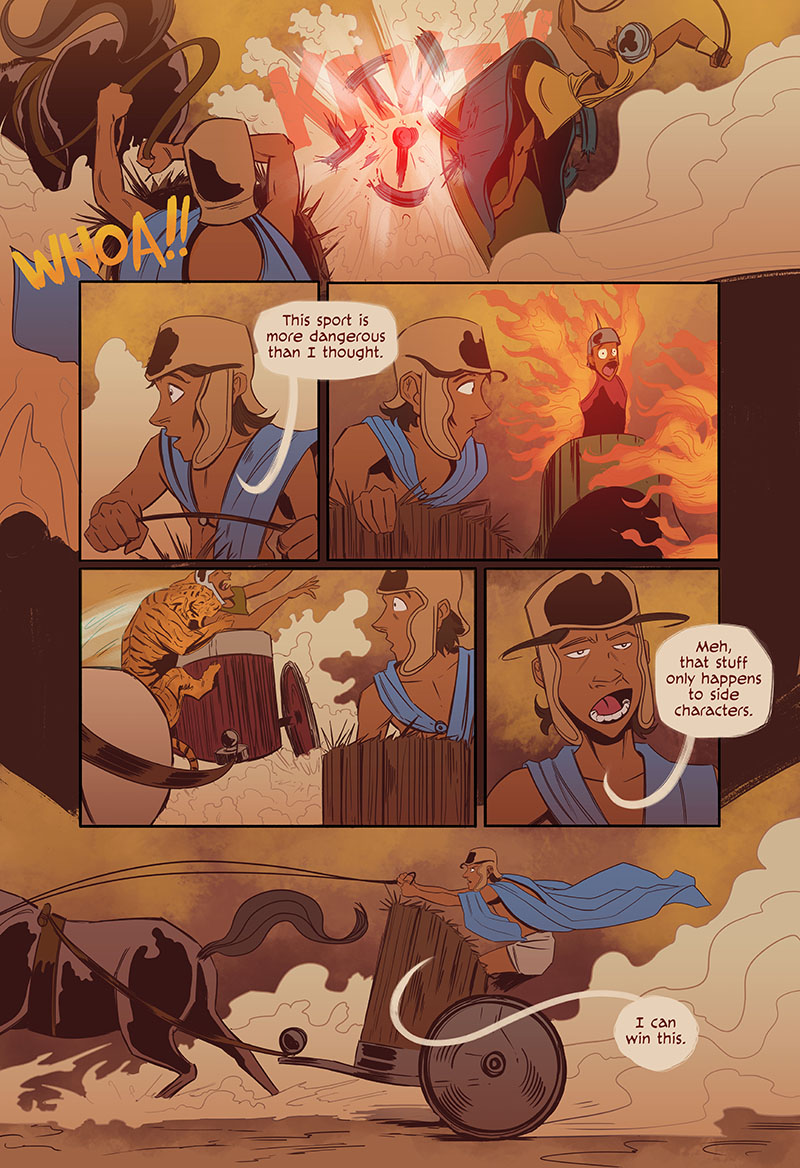 WHOA!!
This sport is
more dangerous
than I thought.
Meh,
that stuff
only happens
to side
characters.
I can
win this.